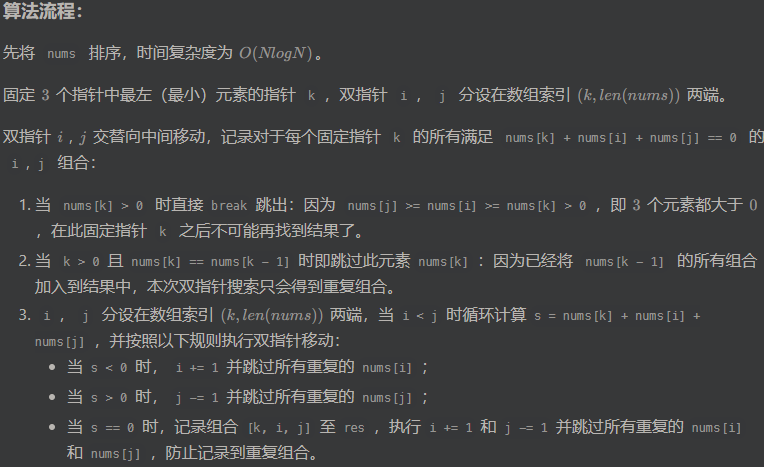 算法流程：
先将 nums 排序，时间复杂度为 O(NlogN)。
固定 3 个指针中最左（最小）元素的指针 k ，双指针 i ， j 分设在数组索引 (k, len(nums)) 两端。
双指针 i , j 交替向中间移动，记录对于每个固定指针 k 的所有满足 nums[k] + nums[i] + nums[j] == 0 的
i , j 组合：
1. 当 nums[k] > 0 时直接 break 跳出：因为 nums[j] >= nums[i] >= nums[k] > 0 ，即 3 个元素都大于 0
，在此固定指针 k 之后不可能再找到结果了。
2. 当 k > 0 且 nums[k] == nums[k - 1] 时即跳过此元素 nums[k] ：因为已经将 nums[k - 1] 的所有组合
加入到结果中，本次双指针搜索只会得到重复组合。
3. i ， j 分设在数组索引 (k, len(nums)) 两端，当 i < j 时循环计算 s = nums[k] + nums[i] +
nums[j] ，并按照以下规则执行双指针移动：
• 当 s < 0 时， i += 1 并跳过所有重复的 nums[i] ；
• 当 s > 0 时， j -= 1 并跳过所有重复的 nums[j] ；
• 当 s == 0 时，记录组合 [k, i, j] 至 res ，执行 i += 1 和 j -= 1 并跳过所有重复的 nums[i]
和 nums[j] ，防止记录到重复组合。